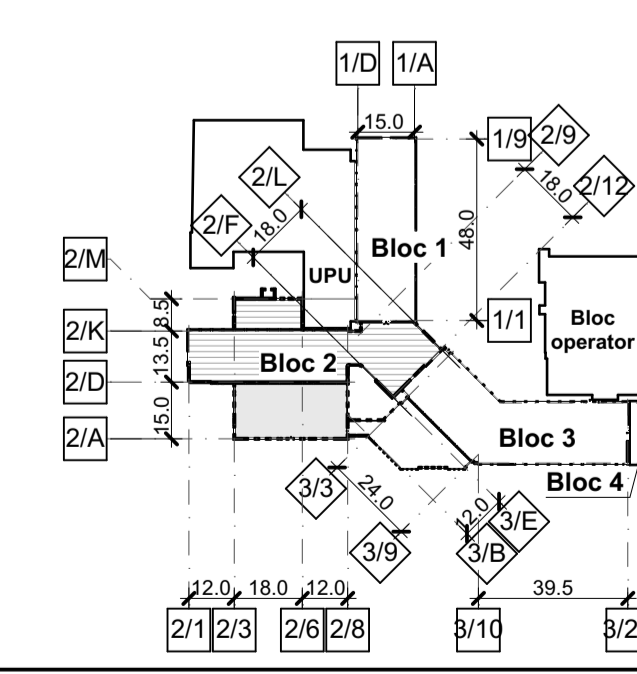 1/D
1/A
15.0
1/9
2/9
2/L
18.0
2/12
2/F
18.0
48.0
Bloc 1
2/M
UPU
8.5
1/1
Bloc
operator
2/K
13.5
Bloc 2
2/D
15.0
2/A
Bloc 3
Bloc 4
3/3
24.0
12.0
3/E
3/9
3/B
12.0
18.0
12.0
39.5
2/1
2/3
2/6
2/8
3/10
3/2